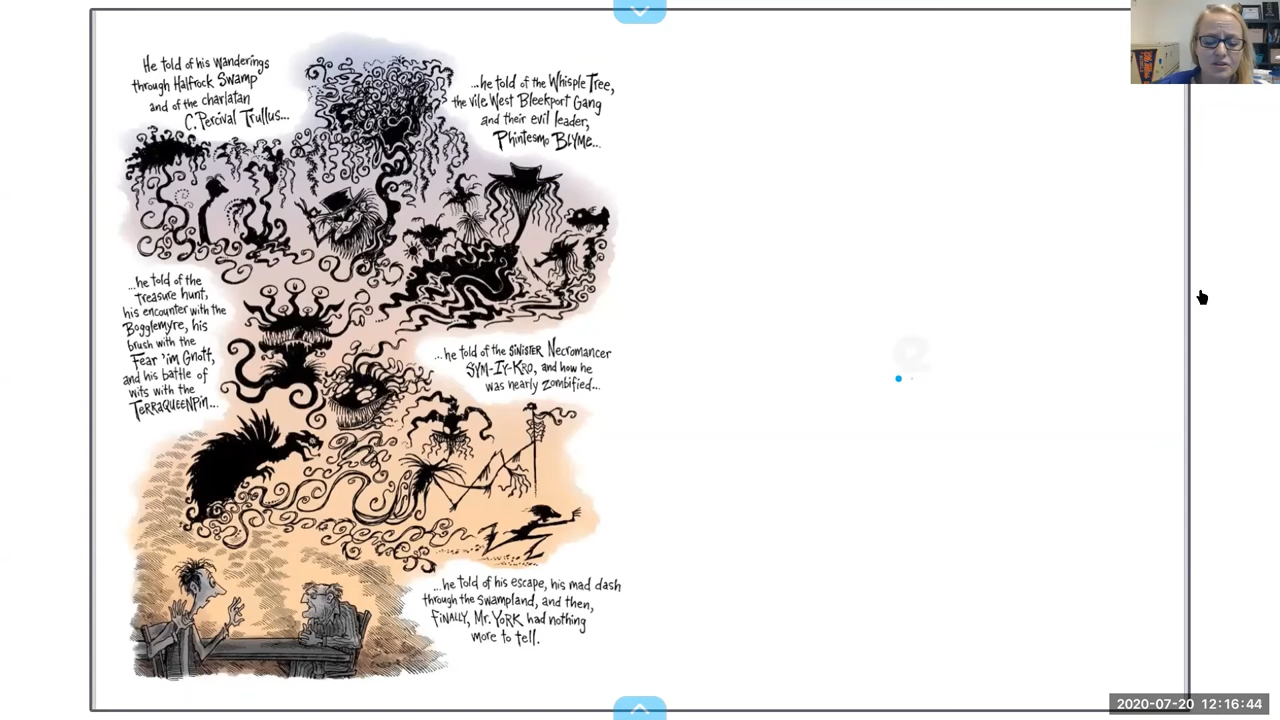 He told of his wanderings
through Halfrock Swamp
and of the charlatan
C. Percival Trullus...
...he told of the Whisple Tree,
the vile West Bleekport Gang
and their evil leader,
Phintesmo Blyme...
...he told of the
treasure hunt,
his encounter with the
Bogglemyre, his
brush with the
Fear 'im Gnott,
and his battle of
wits with the
TerraQueenpin...
...he told of the SINISTER Necromancer
SYM-IY-KRO, and how he
was nearly zombified...
...he told of his escape, his mad dash
through the swampland, and then,
FINALLY, Mr. YORK had nothing
more to tell.
2020-07-20 12:16:44